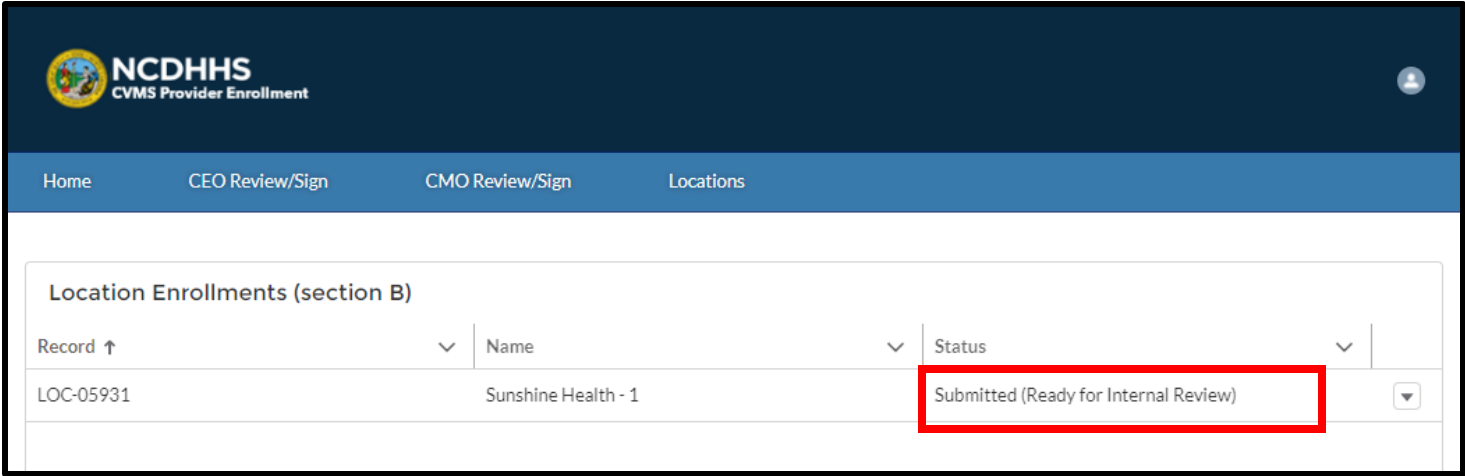 NCDHHS
CVMS Provider Enrollment
Home CEO Review/Sign CMO Review/Sign Locations
Location Enrollments (section B)
Record ↑ Name Status
LOC-05931 Sunshine Health - 1 Submitted (Ready for Internal Review)